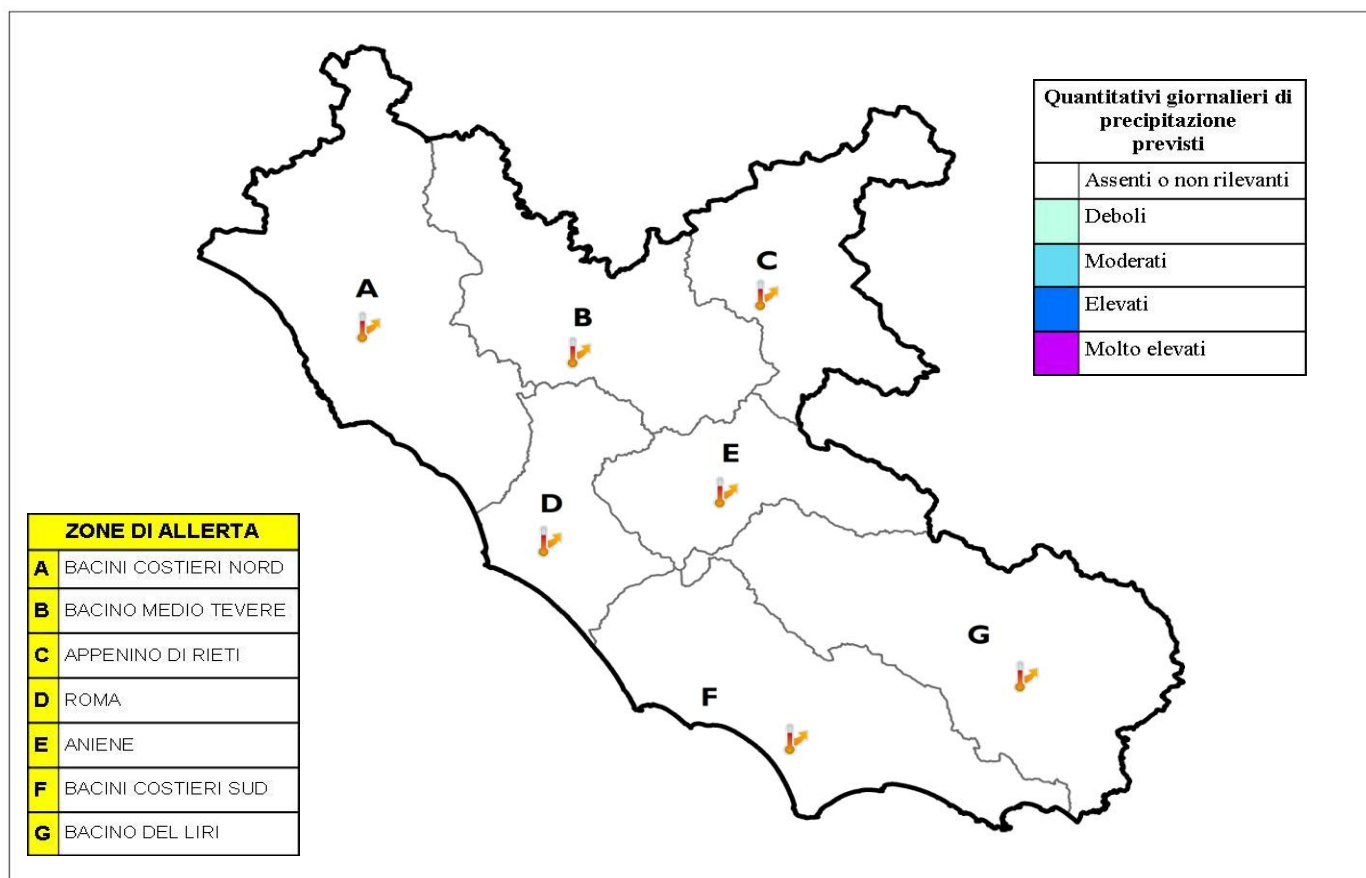 Quantitativi giornalieri di
precipitazione
previsti
Assenti o non rilevanti
Deboli
Moderati
Elevati
Molto elevati
A
B
C
D
E
F
G
ZONE DI ALLERTA
A BACINI COSTIERI NORD
B BACINO MEDIO TEVERE
C APPENINO DI RIETI
D ROMA
E ANIENE
F BACINI COSTIERI SUD
G BACINO DEL LIRI